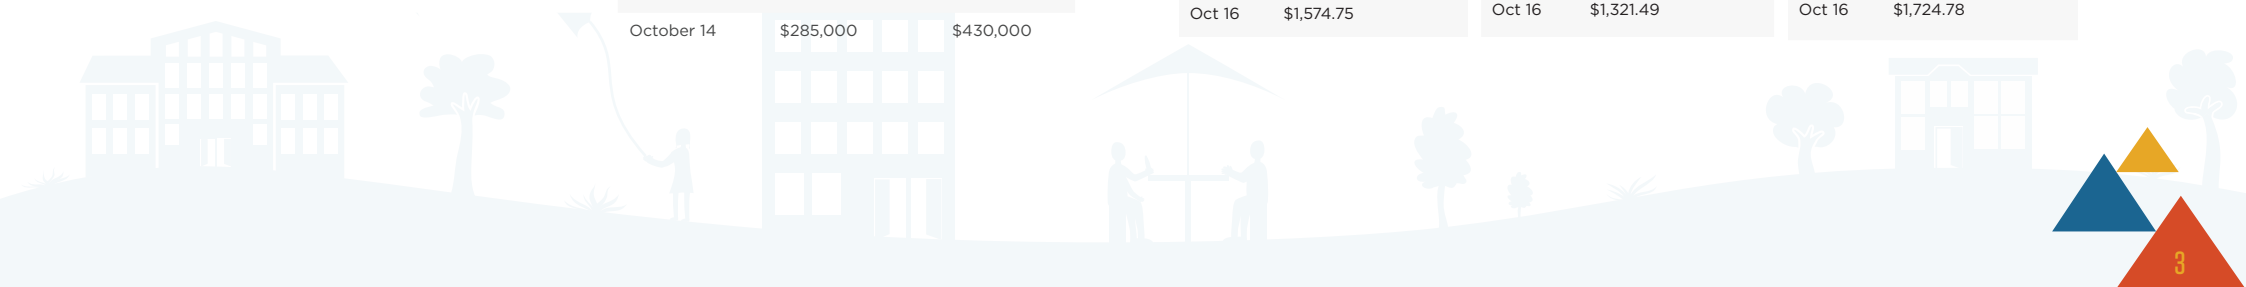 October 14 $285,000 $430,000
Oct 16 $1,574.75
Oct 16 $1,321.49
Oct 16 $1,724.78
3